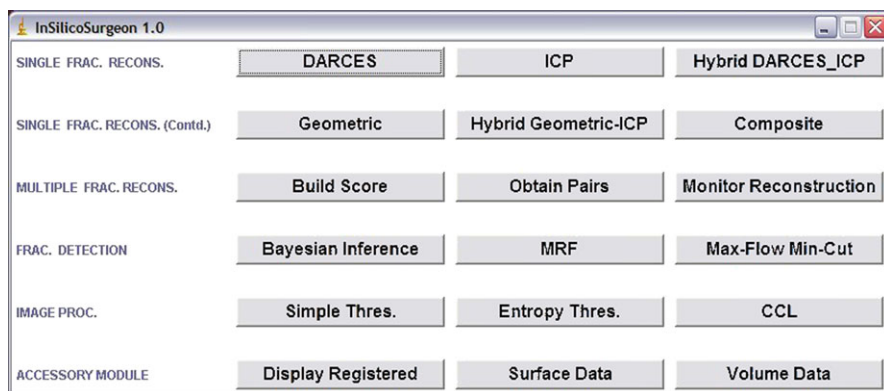 InSilicoSurgeon 1.0
SINGLE FRAC. RECONS. DARCES ICP Hybrid DARCES_ICP
SINGLE FRAC. RECONS. (Contd.) Geometric Hybrid Geometric-ICP Composite
MULTIPLE FRAC. RECONS. Build Score Obtain Pairs Monitor Reconstruction
FRAC. DETECTION Bayesian Inference MRF Max-Flow Min-Cut
IMAGE PROC. Simple Thres. Entropy Thres. CCL
ACCESSORY MODULE Display Registered Surface Data Volume Data